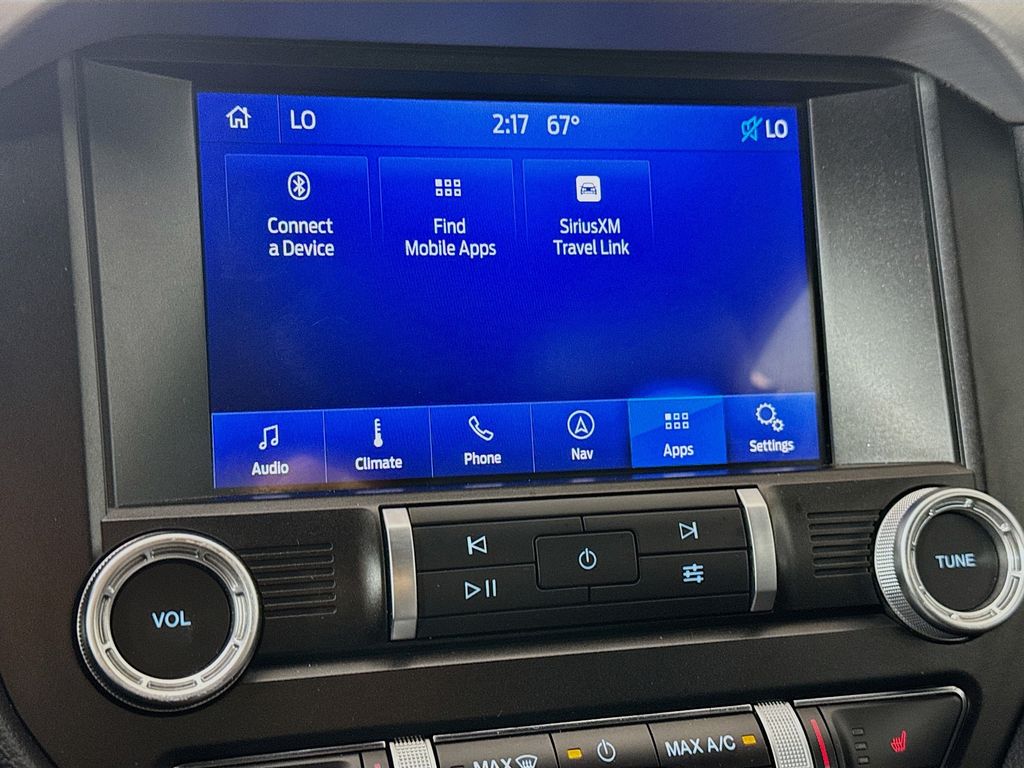 LO 2:17 67° LO
Connect
a Device
Find
Mobile Apps
SiriusXM
Travel Link
Audio Climate Phone Nav Apps Settings
VOL
TUNE
MAX
MAX A/C